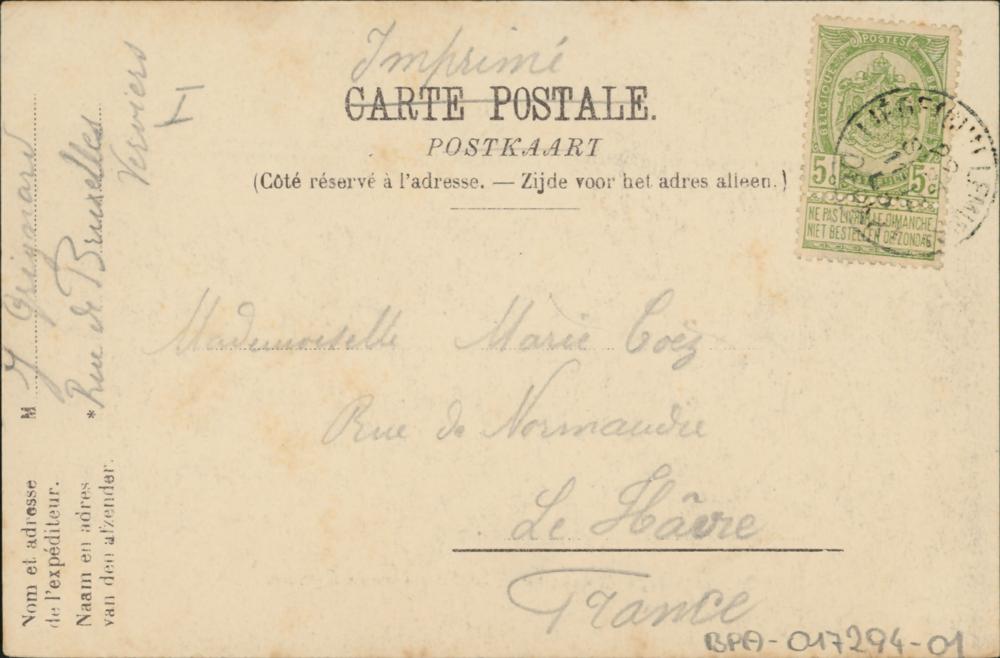 Imprimé
CARTE POSTALE.
POSTKAART
(Côté réservé à l'adresse. — Zijde voor het adres alleen.)
POSTES
BELGIQUE
5c 5c
NE PAS LIVRER LE DIMANCHE
NIET BESTELLEN OP ZONDAG
Mademoiselle Marie Coëz
Rue de Normandie
Le Hâvre
France
Nom et adresse
de l'expéditeur.
Naam en adres
van den afzender.
M J Grignard
* Rue de Bruxelles
Verviers
BPA-017294-01